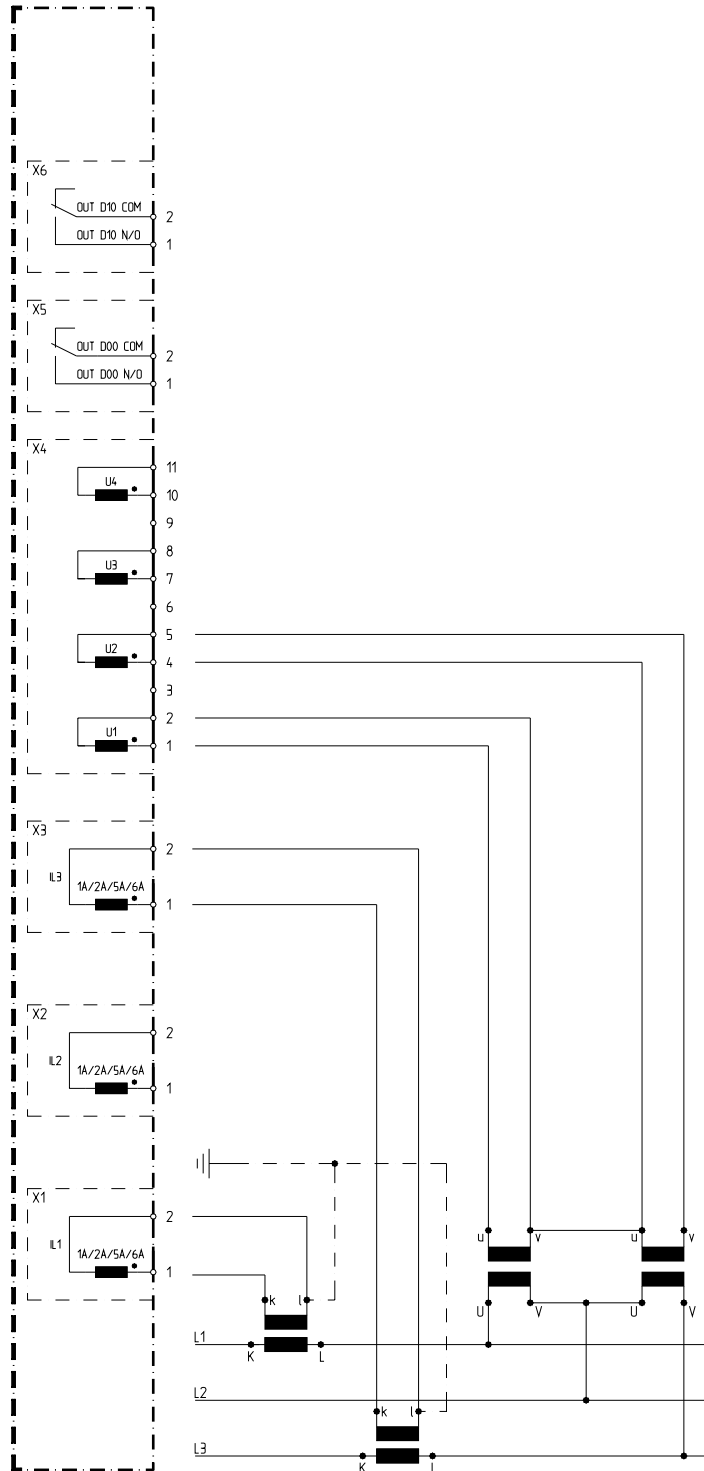 X6
OUT D10 COM
2
OUT D10 N/O
1
X5
OUT D00 COM
2
OUT D00 N/O
1
X4
11
U4
10
9
8
U3
7
6
5
U2
4
3
2
U1
1
X3
2
IL3
1A/2A/5A/6A
1
X2
2
IL2
1A/2A/5A/6A
1
X1
2
IL1
1A/2A/5A/6A
1
u v u v
k l
U V U V
L1
K L
L2
k l
L3
K L